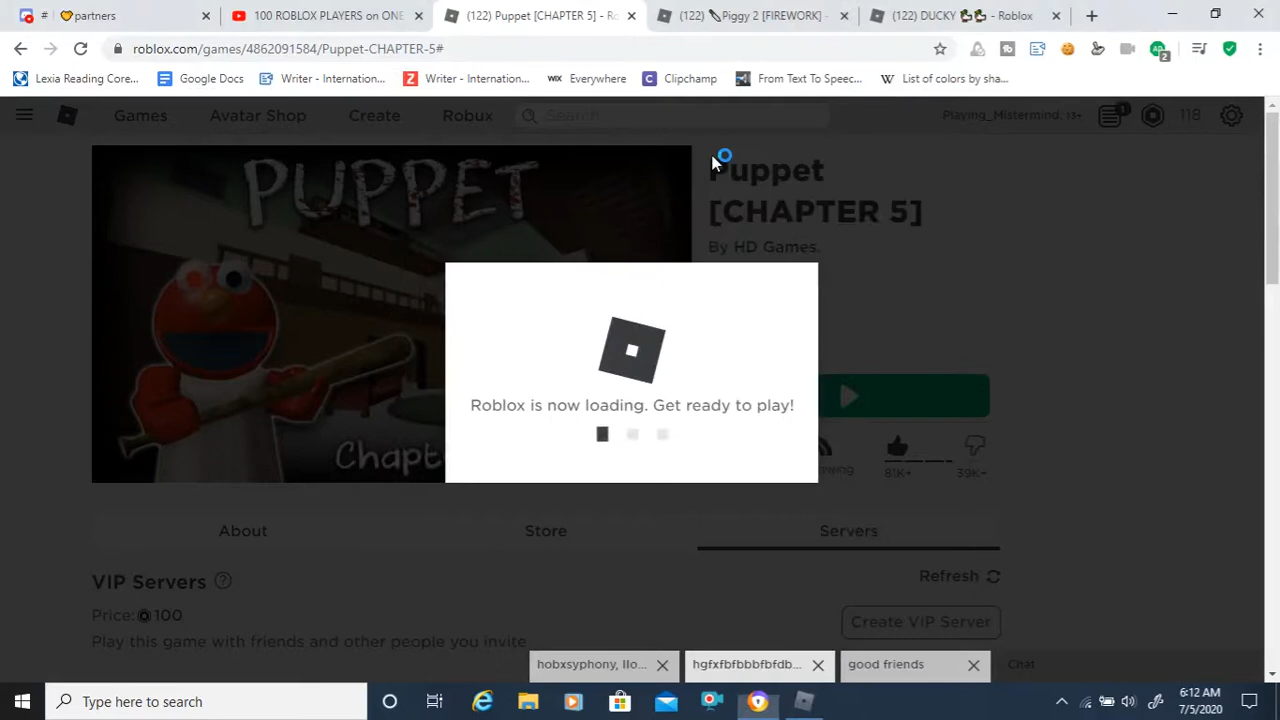 # 🧡partners
100 ROBLOX PLAYERS on ONE
(122) Puppet [CHAPTER 5] - Ro
(122) 🔪Piggy 2 [FIREWORK] -
(122) DUCKY 🦆🦆 - Roblox
roblox.com/games/4862091584/Puppet-CHAPTER-5#
Lexia Reading Core...
Google Docs
Writer - Internation...
Writer - Internation...
WIX Everywhere
Clipchamp
From Text To Speec...
List of colors by sha...
Games
Avatar Shop
Create
Robux
Search
Playing_Mistermind. 13+
1
118
PUPPET
Chapt
Puppet
[CHAPTER 5]
By HD Games.
Roblox is now loading. Get ready to play!
81K+
39K+
About
Store
Servers
VIP Servers
Refresh
Price: 100
Create VIP Server
Play this game with friends and other people you invite
good friends
Chat
Type here to search
6:12 AM
7/5/2020